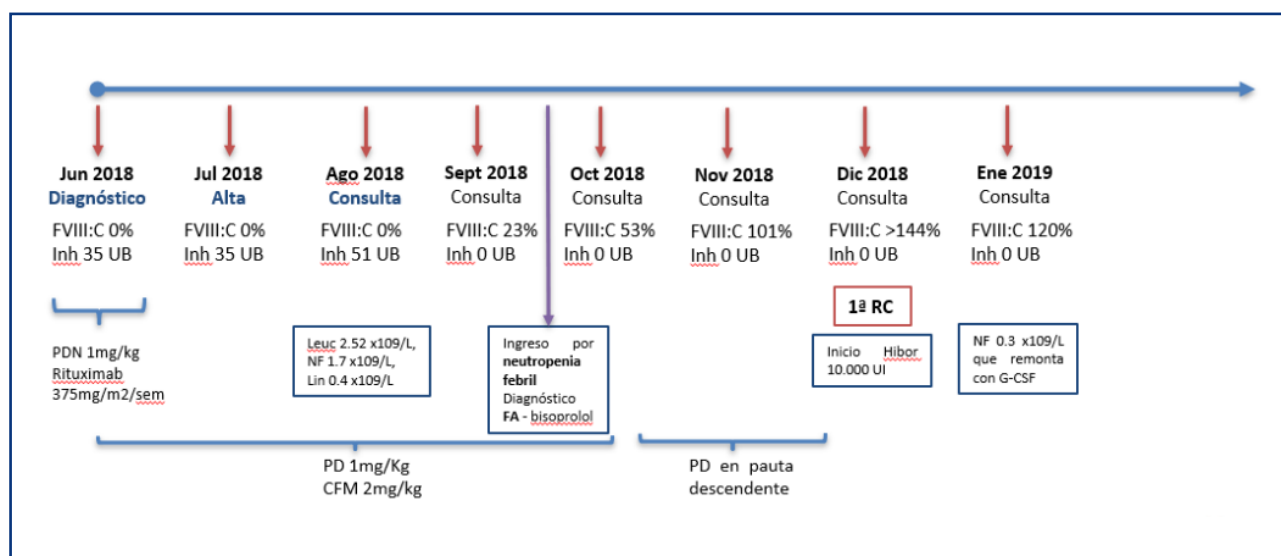 Jun 2018
Diagnóstico
FVIII:C 0%
Inh 35 UB
Jul 2018
Alta
FVIII:C 0%
Inh 35 UB
Ago 2018
Consulta
FVIII:C 0%
Inh 51 UB
Sept 2018
Consulta
FVIII:C 23%
Inh 0 UB
Oct 2018
Consulta
FVIII:C 53%
Inh 0 UB
Nov 2018
Consulta
FVIII:C 101%
Inh 0 UB
Dic 2018
Consulta
FVIII:C >144%
Inh 0 UB
Ene 2019
Consulta
FVIII:C 120%
Inh 0 UB
PDN 1mg/kg
Rituximab
375mg/m2/sem
Leuc 2.52 x109/L,
NF 1.7 x109/L,
Lin 0.4 x109/L
Ingreso por
neutropenia
febril
Diagnóstico
FA - bisoprolol
1ª RC
Inicio Hibor
10.000 UI
NF 0.3 x109/L
que remonta
con G-CSF
PD 1mg/Kg
CFM 2mg/kg
PD en pauta
descendente